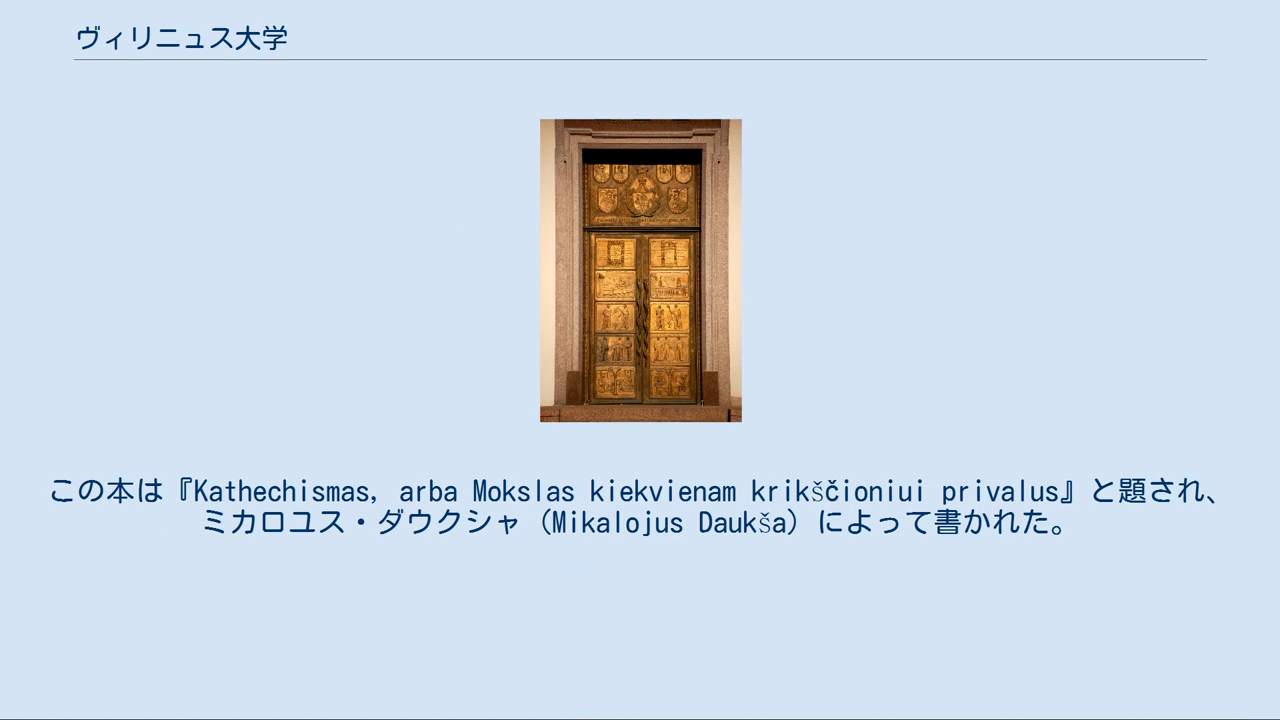 ヴィリニュス大学
この本は『Kathechismas, arba Mokslas kiekvienam krikščioniui privalus』と題され、
ミカロユス・ダウクシャ（Mikalojus Daukša）によって書かれた。